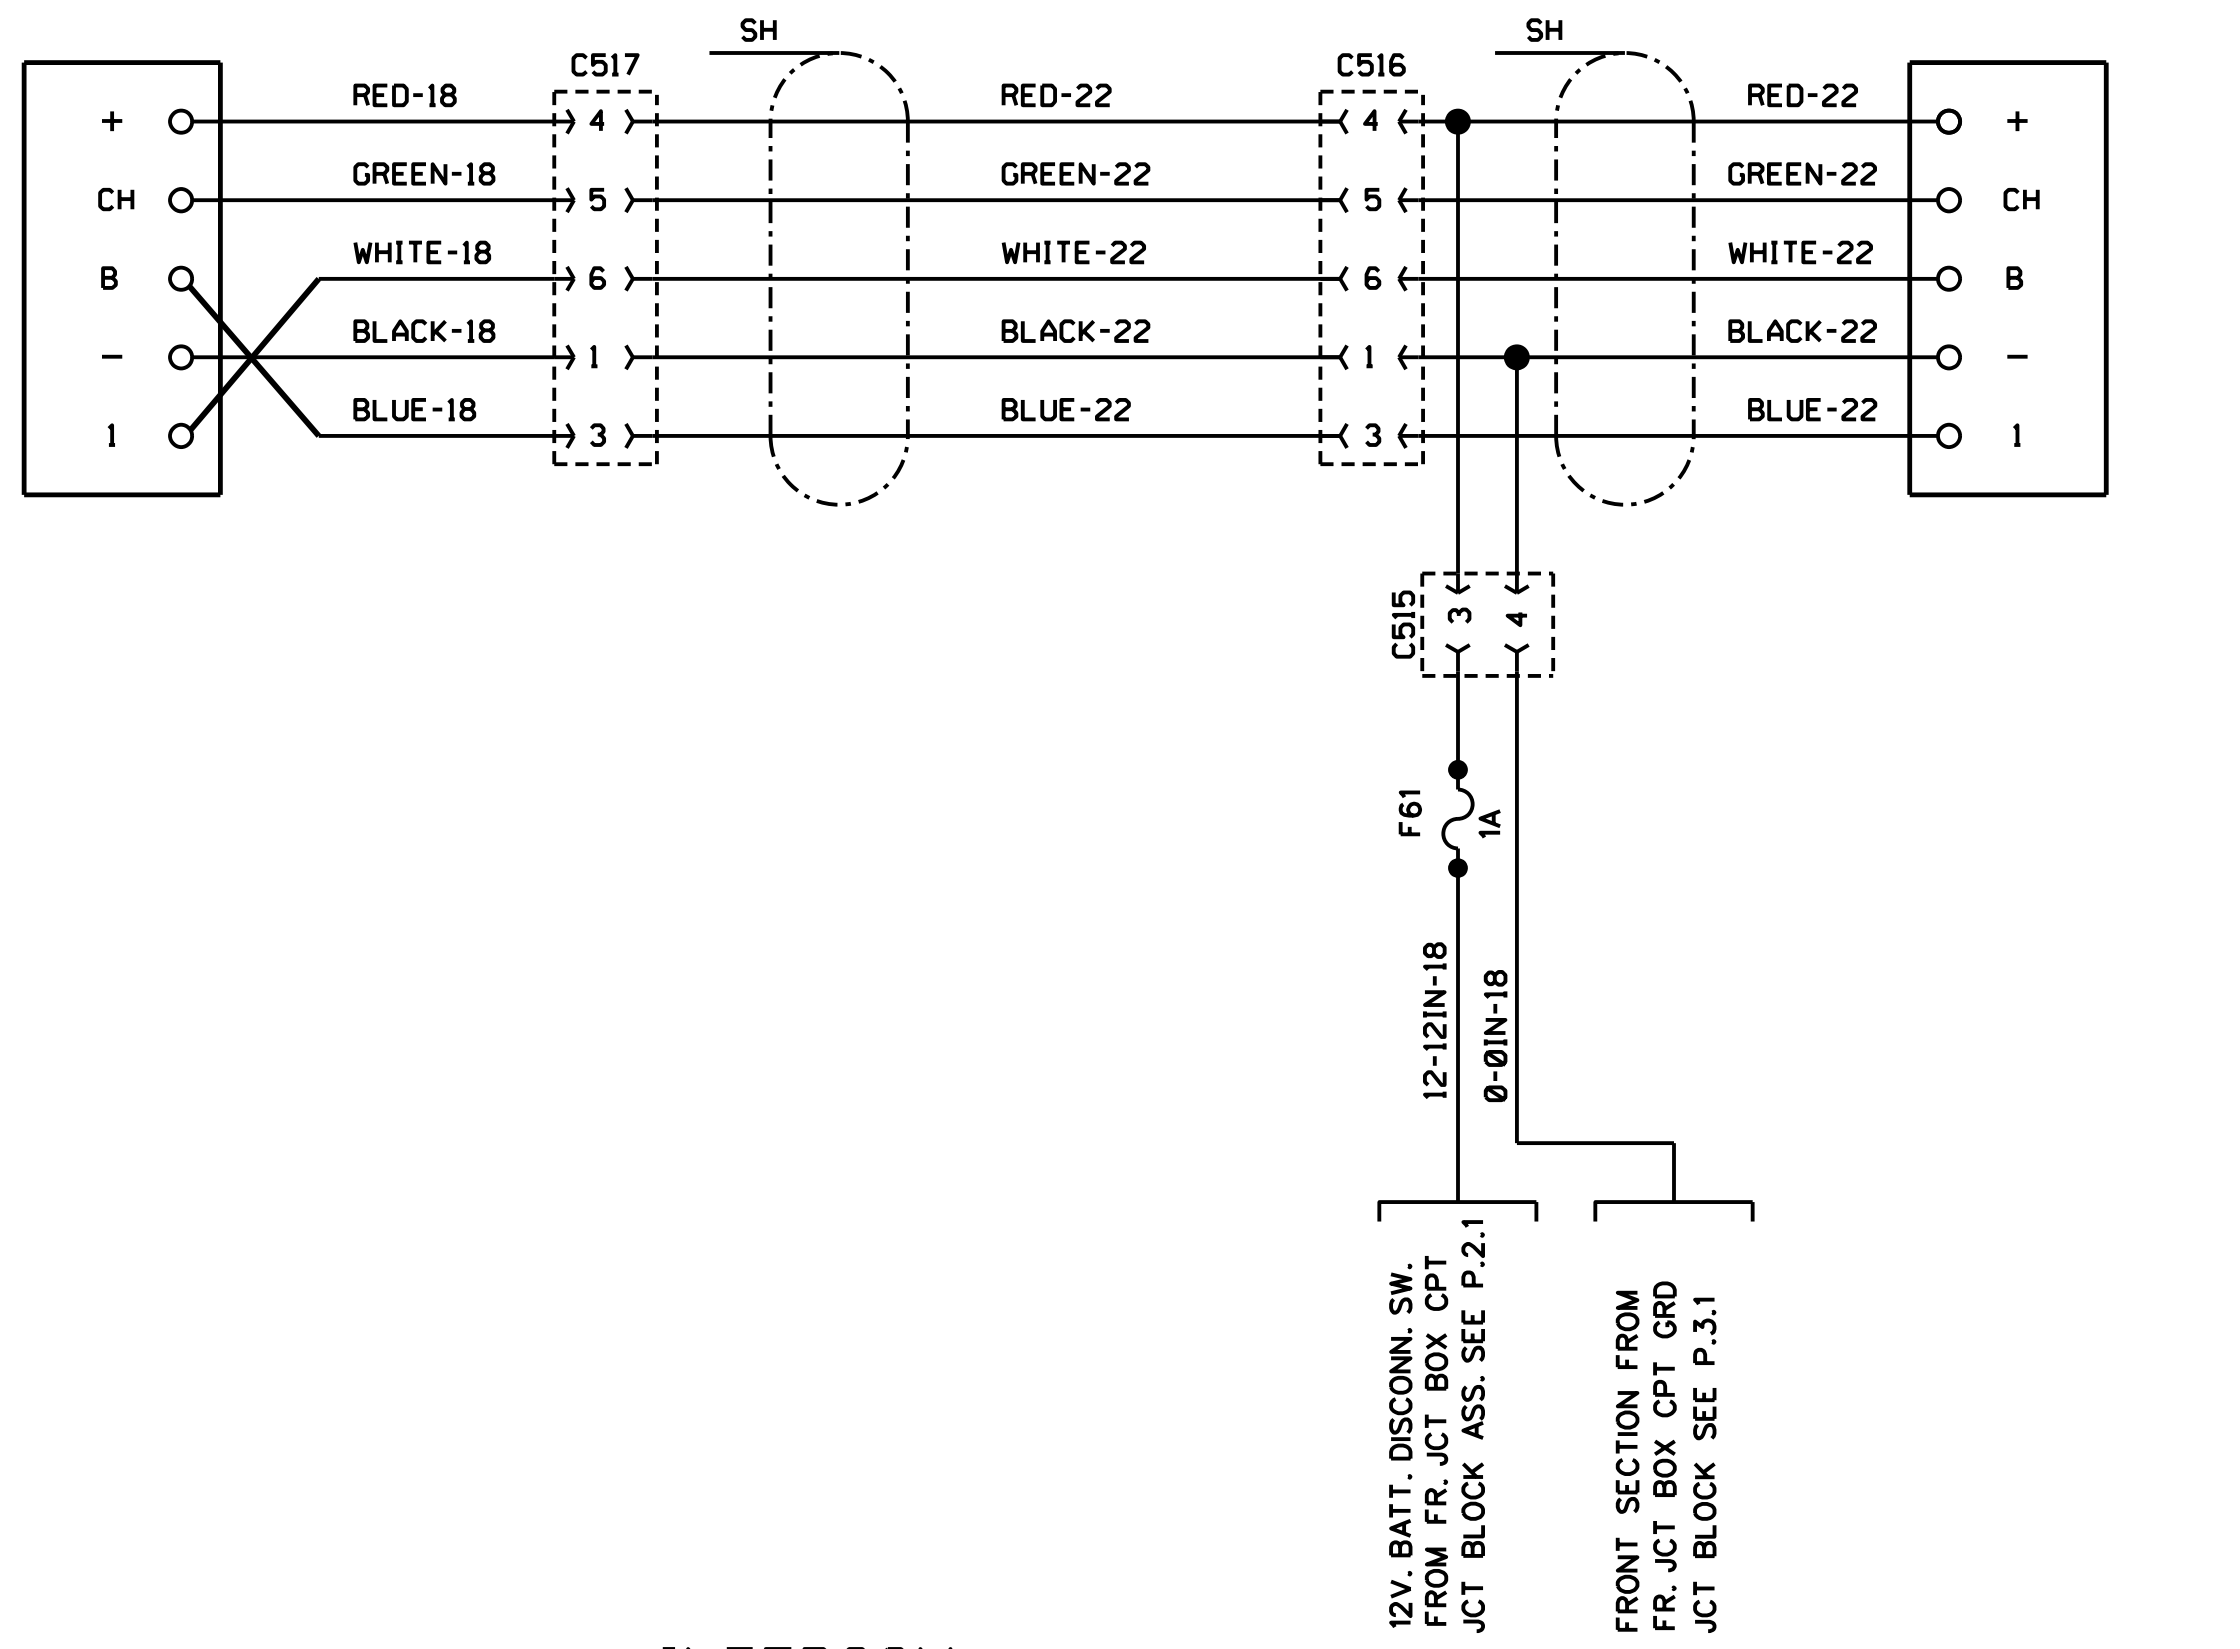 SH
SH
C517
C516
+ RED-18 4 RED-22 4 RED-22 +
CH GREEN-18 5 GREEN-22 5 GREEN-22 CH
B WHITE-18 6 WHITE-22 6 WHITE-22 B
- BLACK-18 1 BLACK-22 1 BLACK-22 -
1 BLUE-18 3 BLUE-22 3 BLUE-22 1
C515
3
4
F61
1A
12-12IN-18
0-0IN-18
12V. BATT. DISCONN. SW.
FROM FR. JCT BOX CPT
JCT BLOCK ASS. SEE P.2.1
FRONT SECTION FROM
FR. JCT BOX CPT GRD
JCT BLOCK SEE P.3.1